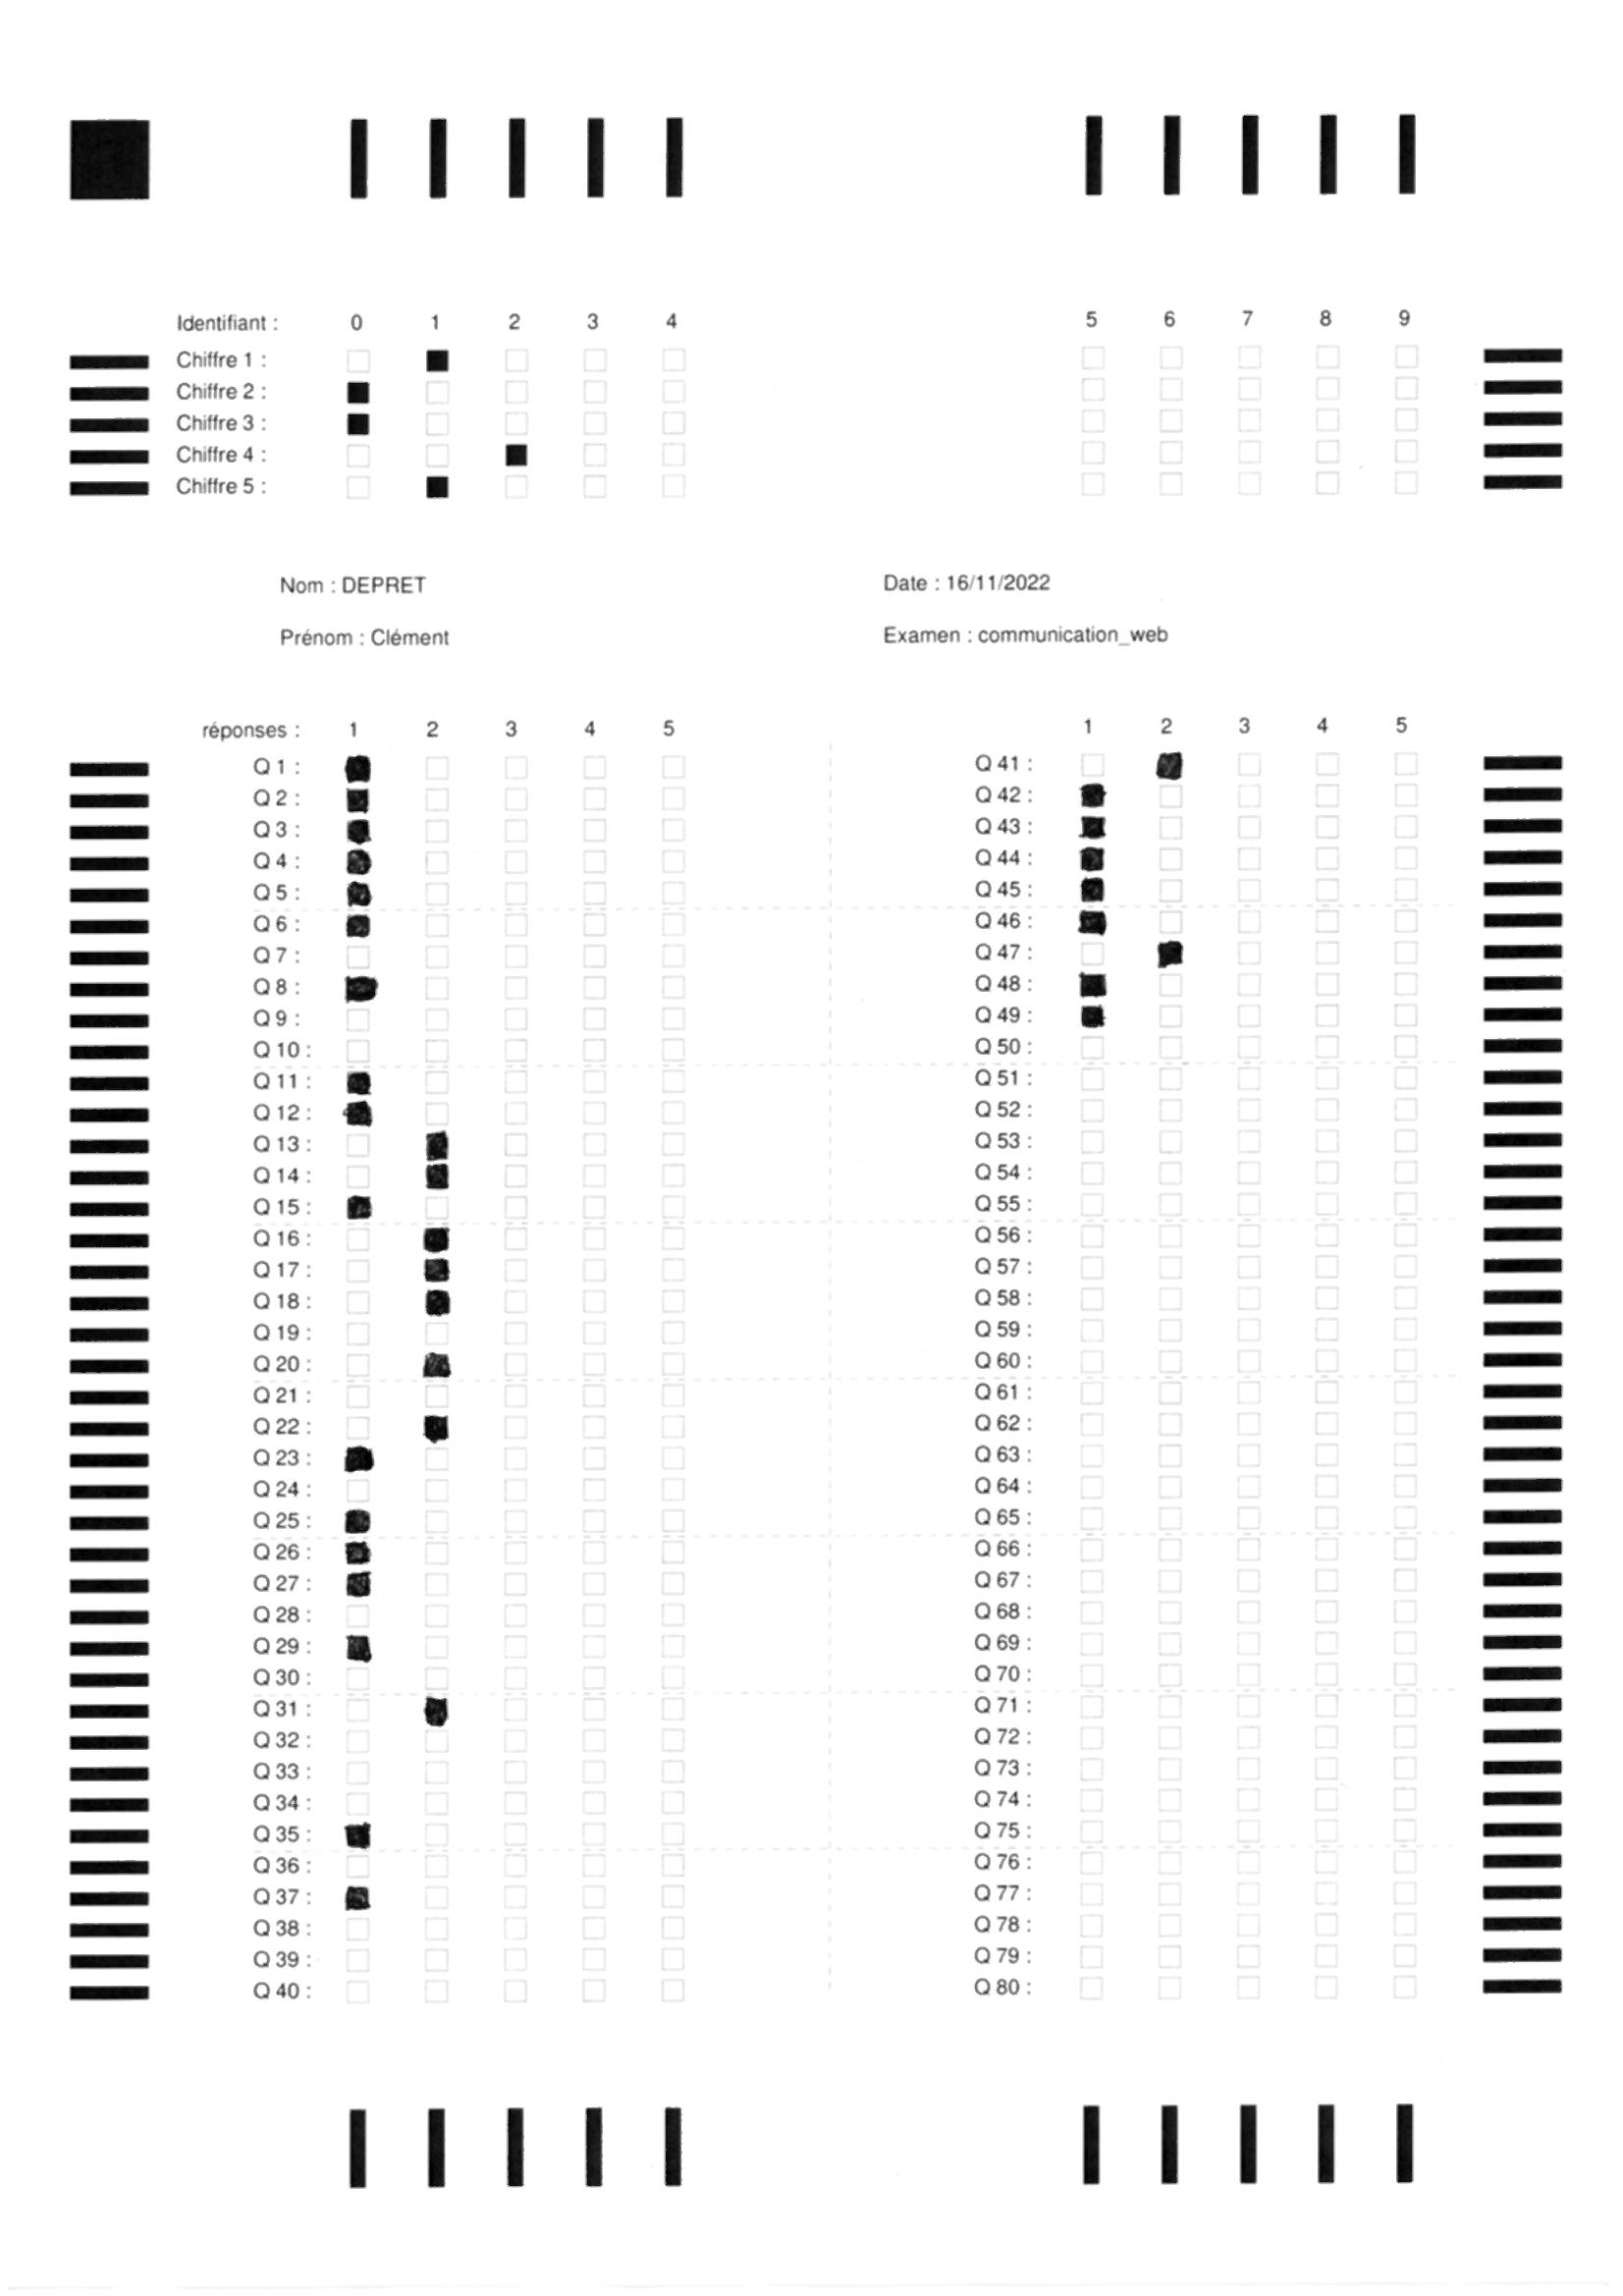 Identifiant : 0 1 2 3 4 5 6 7 8 9
Chiffre 1 :
Chiffre 2 :
Chiffre 3 :
Chiffre 4 :
Chiffre 5 :
Nom : DEPRET
Prénom : Clément
Date : 16/11/2022
Examen : communication_web
réponses : 1 2 3 4 5
Q 1 :
Q 2 :
Q 3 :
Q 4 :
Q 5 :
Q 6 :
Q 7 :
Q 8 :
Q 9 :
Q 10 :
Q 11 :
Q 12 :
Q 13 :
Q 14 :
Q 15 :
Q 16 :
Q 17 :
Q 18 :
Q 19 :
Q 20 :
Q 21 :
Q 22 :
Q 23 :
Q 24 :
Q 25 :
Q 26 :
Q 27 :
Q 28 :
Q 29 :
Q 30 :
Q 31 :
Q 32 :
Q 33 :
Q 34 :
Q 35 :
Q 36 :
Q 37 :
Q 38 :
Q 39 :
Q 40 :
1 2 3 4 5
Q 41 :
Q 42 :
Q 43 :
Q 44 :
Q 45 :
Q 46 :
Q 47 :
Q 48 :
Q 49 :
Q 50 :
Q 51 :
Q 52 :
Q 53 :
Q 54 :
Q 55 :
Q 56 :
Q 57 :
Q 58 :
Q 59 :
Q 60 :
Q 61 :
Q 62 :
Q 63 :
Q 64 :
Q 65 :
Q 66 :
Q 67 :
Q 68 :
Q 69 :
Q 70 :
Q 71 :
Q 72 :
Q 73 :
Q 74 :
Q 75 :
Q 76 :
Q 77 :
Q 78 :
Q 79 :
Q 80 :